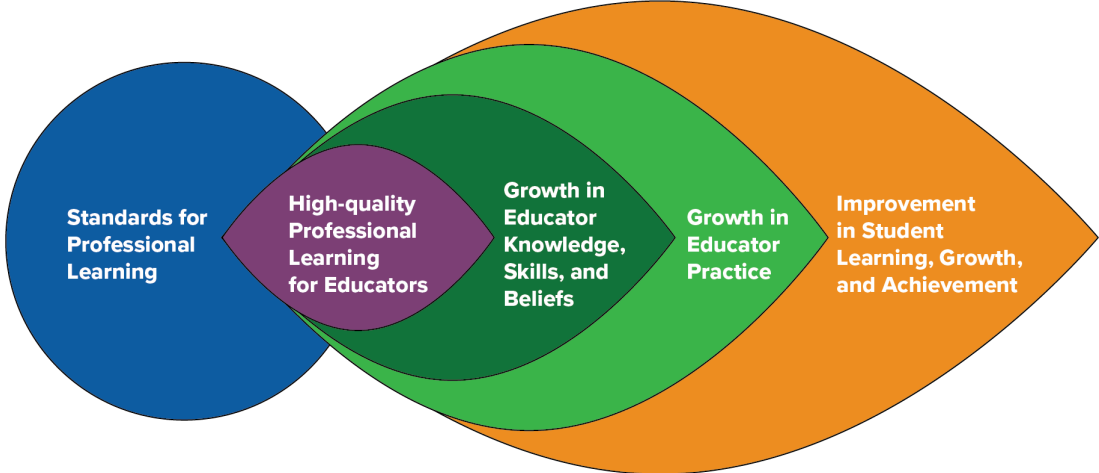 Standards for
Professional
Learning
High-quality
Professional
Learning
for Educators
Growth in
Educator
Knowledge,
Skills, and
Beliefs
Growth in
Educator
Practice
Improvement
in Student
Learning, Growth,
and Achievement